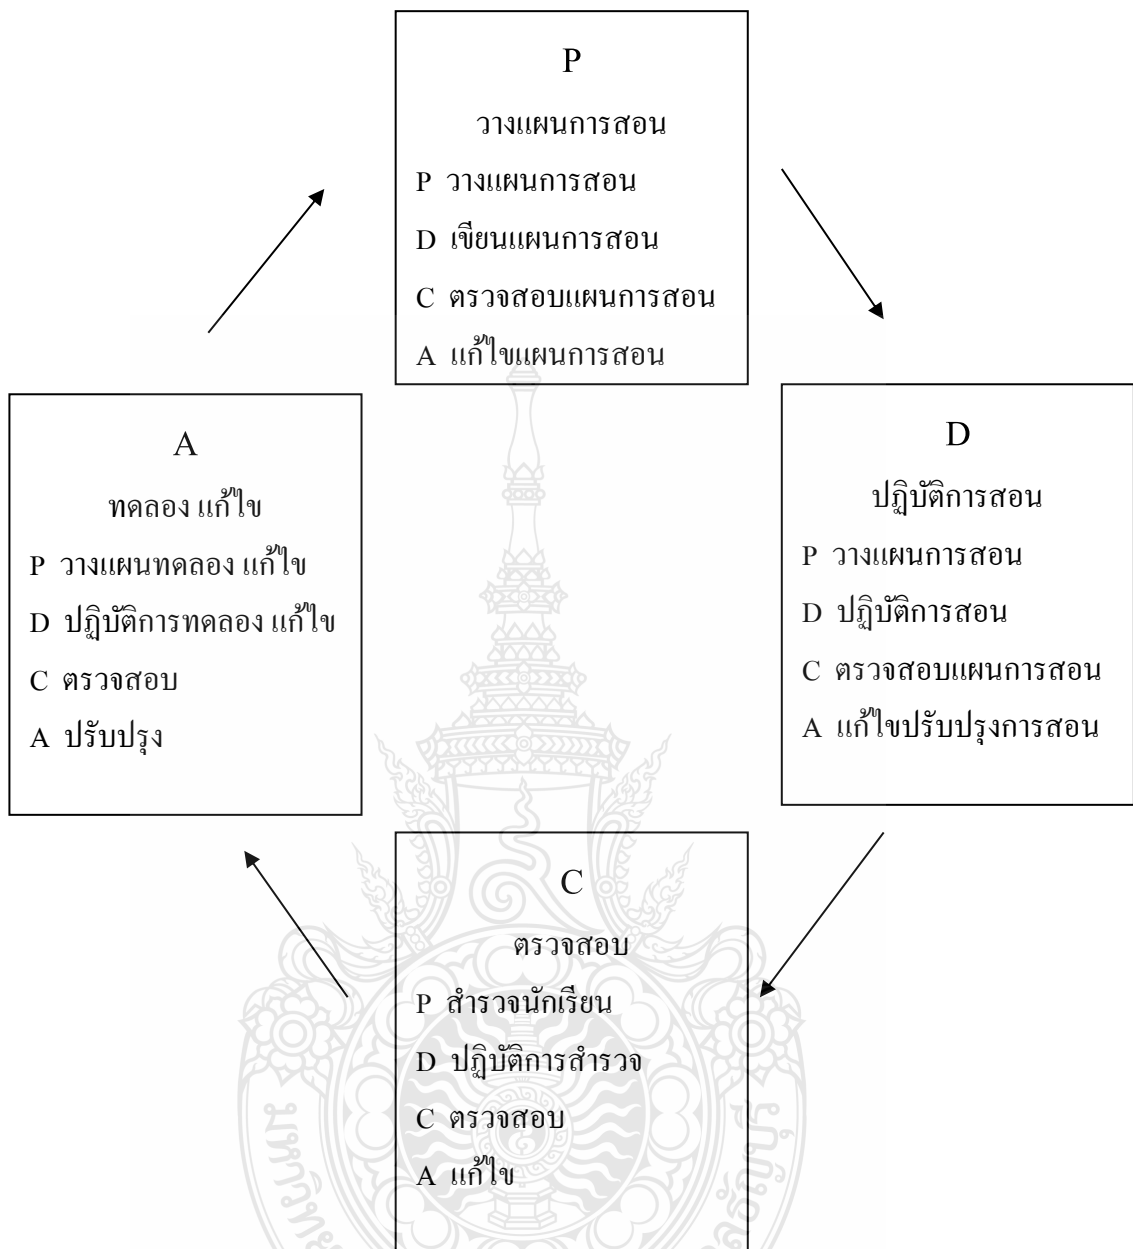 P
วางแผนการสอน
P วางแผนการสอน
D เขียนแผนการสอน
C ตรวจสอบแผนการสอน
A แก้ไขแผนการสอน
D
ปฏิบัติการสอน
P วางแผนการสอน
D ปฏิบัติการสอน
C ตรวจสอบแผนการสอน
A แก้ไขปรับปรุงการสอน
C
ตรวจสอบ
P สำรวจนักเรียน
D ปฏิบัติการสำรวจ
C ตรวจสอบ
A แก้ไข
A
ทดลอง แก้ไข
P วางแผนทดลอง แก้ไข
D ปฏิบัติการทดลอง แก้ไข
C ตรวจสอบ
A ปรับปรุง